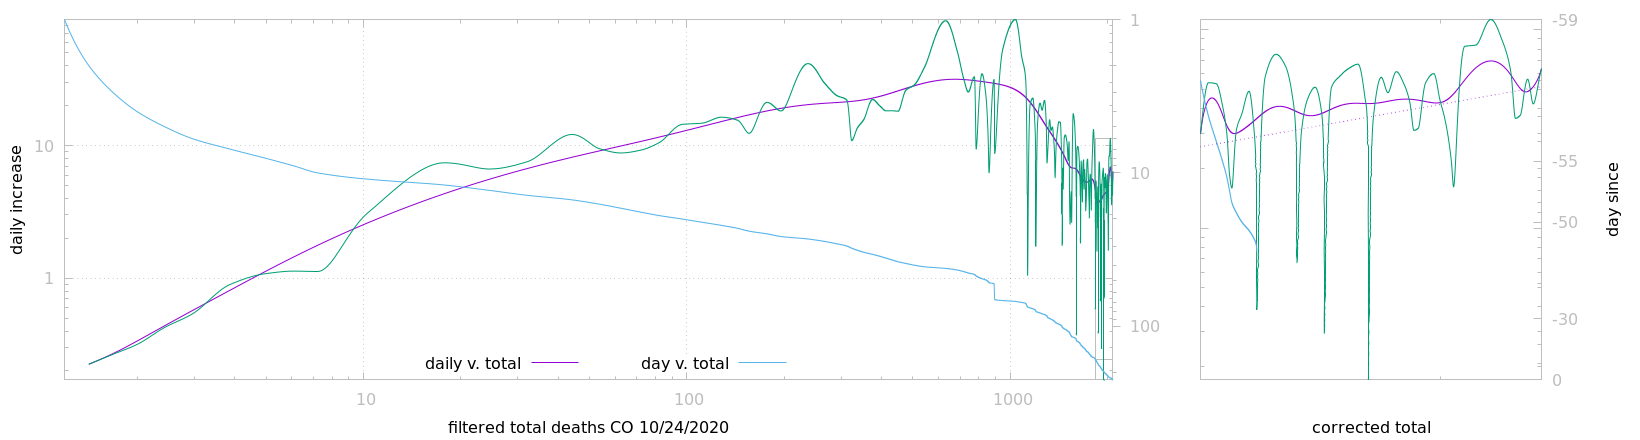 daily increase
10
1
10
100
1000
1
10
100
daily v. total
day v. total
filtered total deaths CO 10/24/2020
-59
-55
-50
-30
0
day since
corrected total